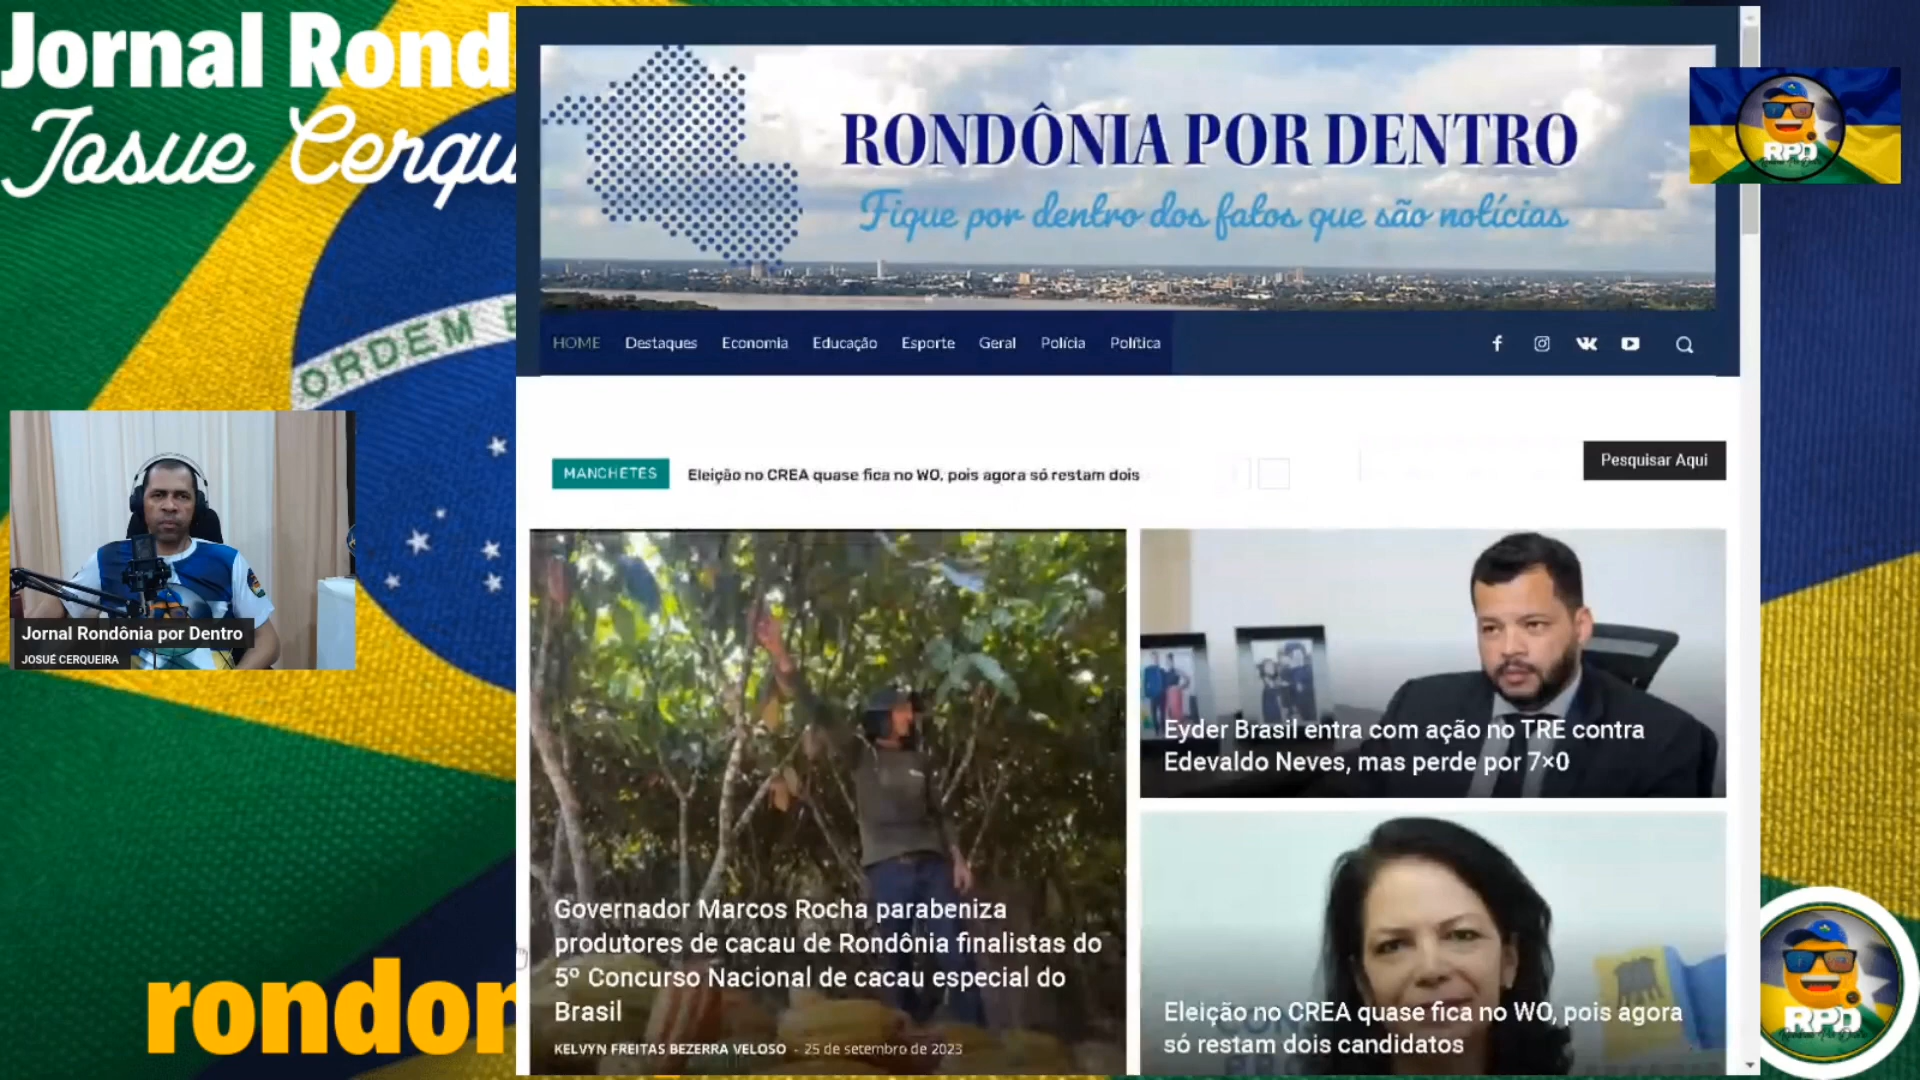 Jornal Rond
Josue Cerqu
ORDEM E
Jornal Rondônia por Dentro
JOSUÉ CERQUEIRA
rondon
RONDÔNIA POR DENTRO
Fique por dentro dos fatos que são notícias
HOME Destaques Economia Educação Esporte Geral Polícia Política
MANCHETES Eleição no CREA quase fica no WO, pois agora só restam dois
Pesquisar Aqui
Governador Marcos Rocha parabeniza
produtores de cacau de Rondônia finalistas do
5º Concurso Nacional de cacau especial do
Brasil
KELVYN FREITAS BEZERRA VELOSO - 25 de setembro de 2023
Eyder Brasil entra com ação no TRE contra
Edevaldo Neves, mas perde por 7×0
Eleição no CREA quase fica no WO, pois agora
só restam dois candidatos
RPD
RPD